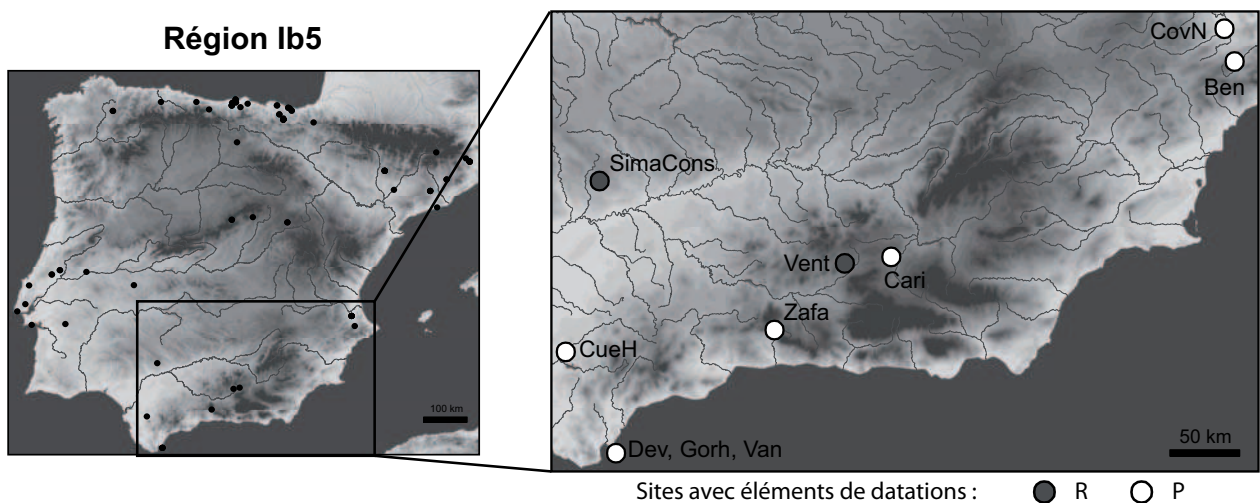 Région Ib5
100 km
CovN
Ben
SimaCons
Vent
Cari
Zafa
CueH
Dev, Gorh, Van
50 km
Sites avec éléments de datations : R P